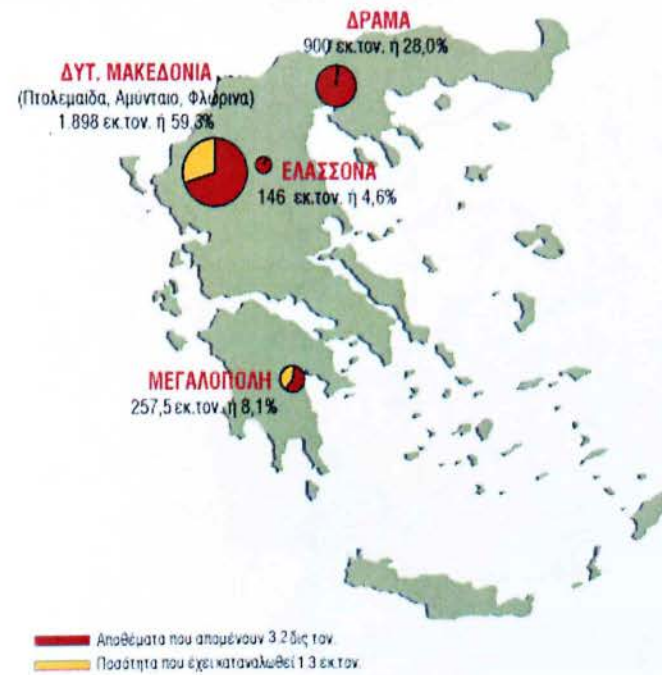 ΔΡΑΜΑ
900 εκ.τον. ή 28,0%
ΔΥΤ. ΜΑΚΕΔΟΝΙΑ
(Πτολεμαιδα, Αμύνταιο, Φλώρινα)
1.898 εκ.τον. ή 59,3%
ΕΛΑΣΣΟΝΑ
146 εκ.τον. ή 4,6%
ΜΕΓΑΛΟΠΟΛΗ
257,5 εκ.τον. ή 8,1%
Αποθέματα που απομένουν 3.2 δις τον.
Ποσότητα που έχει καταναλωθεί 1.3 εκ.τον.